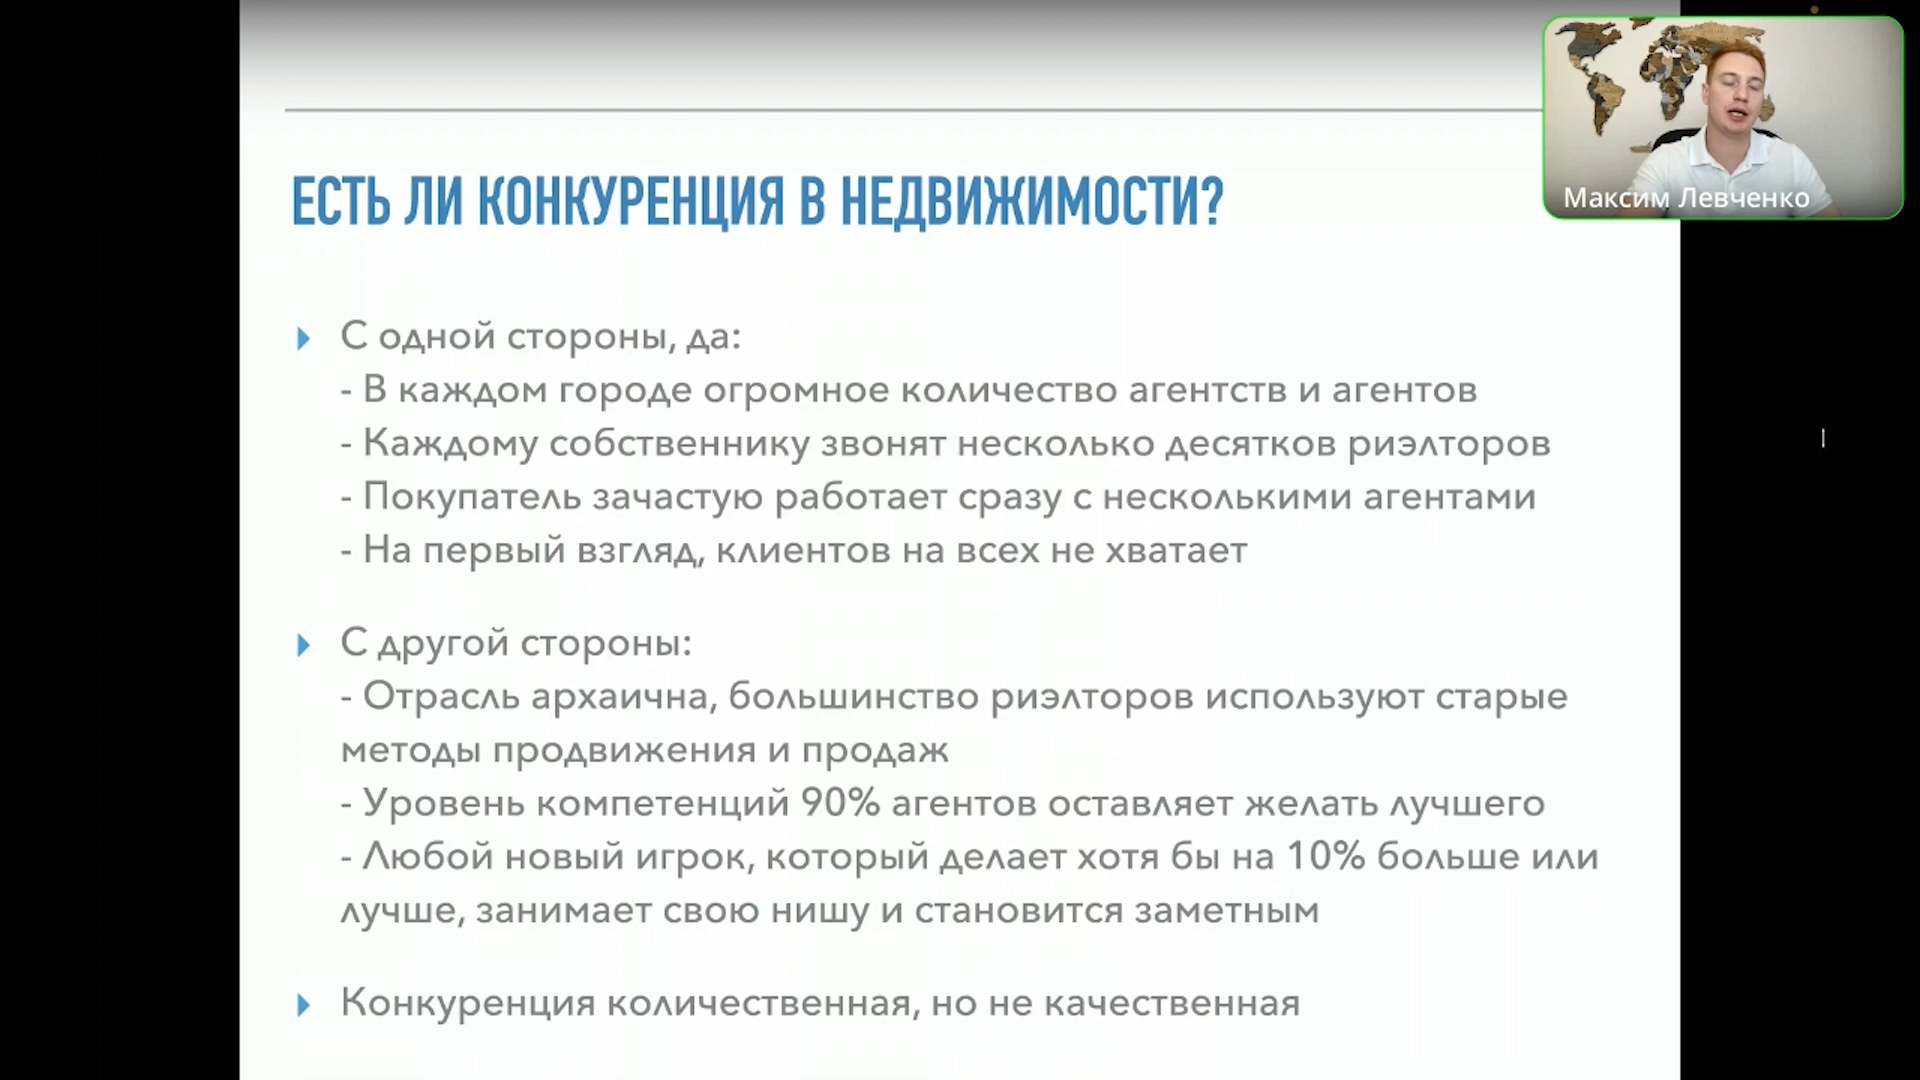 ЕСТЬ ЛИ КОНКУРЕНЦИЯ В НЕДВИЖИМОСТИ?
Максим Левченко
С одной стороны, да:
- В каждом городе огромное количество агентств и агентов
- Каждому собственнику звонят несколько десятков риэлторов
- Покупатель зачастую работает сразу с несколькими агентами
- На первый взгляд, клиентов на всех не хватает
С другой стороны:
- Отрасль архаична, большинство риэлторов используют старые
методы продвижения и продаж
- Уровень компетенций 90% агентов оставляет желать лучшего
- Любой новый игрок, который делает хотя бы на 10% больше или
лучше, занимает свою нишу и становится заметным
Конкуренция количественная, но не качественная